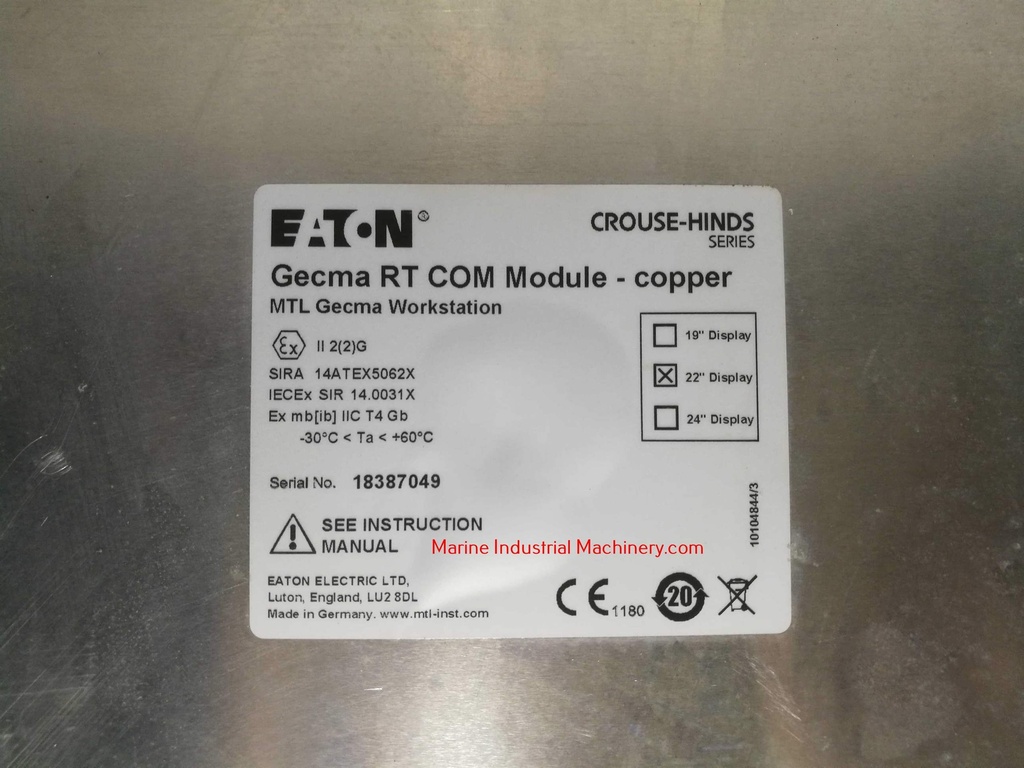 EATON®
CROUSE-HINDS
SERIES
Gecma RT COM Module - copper
MTL Gecma Workstation
Ex II 2(2)G
SIRA 14ATEX5062X
IECEx SIR 14.0031X
Ex mb[ib] IIC T4 Gb
-30°C < Ta < +60°C
19" Display
22" Display
24" Display
Serial No. 18387049
10104844/3
SEE INSTRUCTION
MANUAL
Marine Industrial Machinery.com
EATON ELECTRIC LTD,
Luton, England, LU2 8DL
Made in Germany. www.mtl-inst.com
CE 1180
20